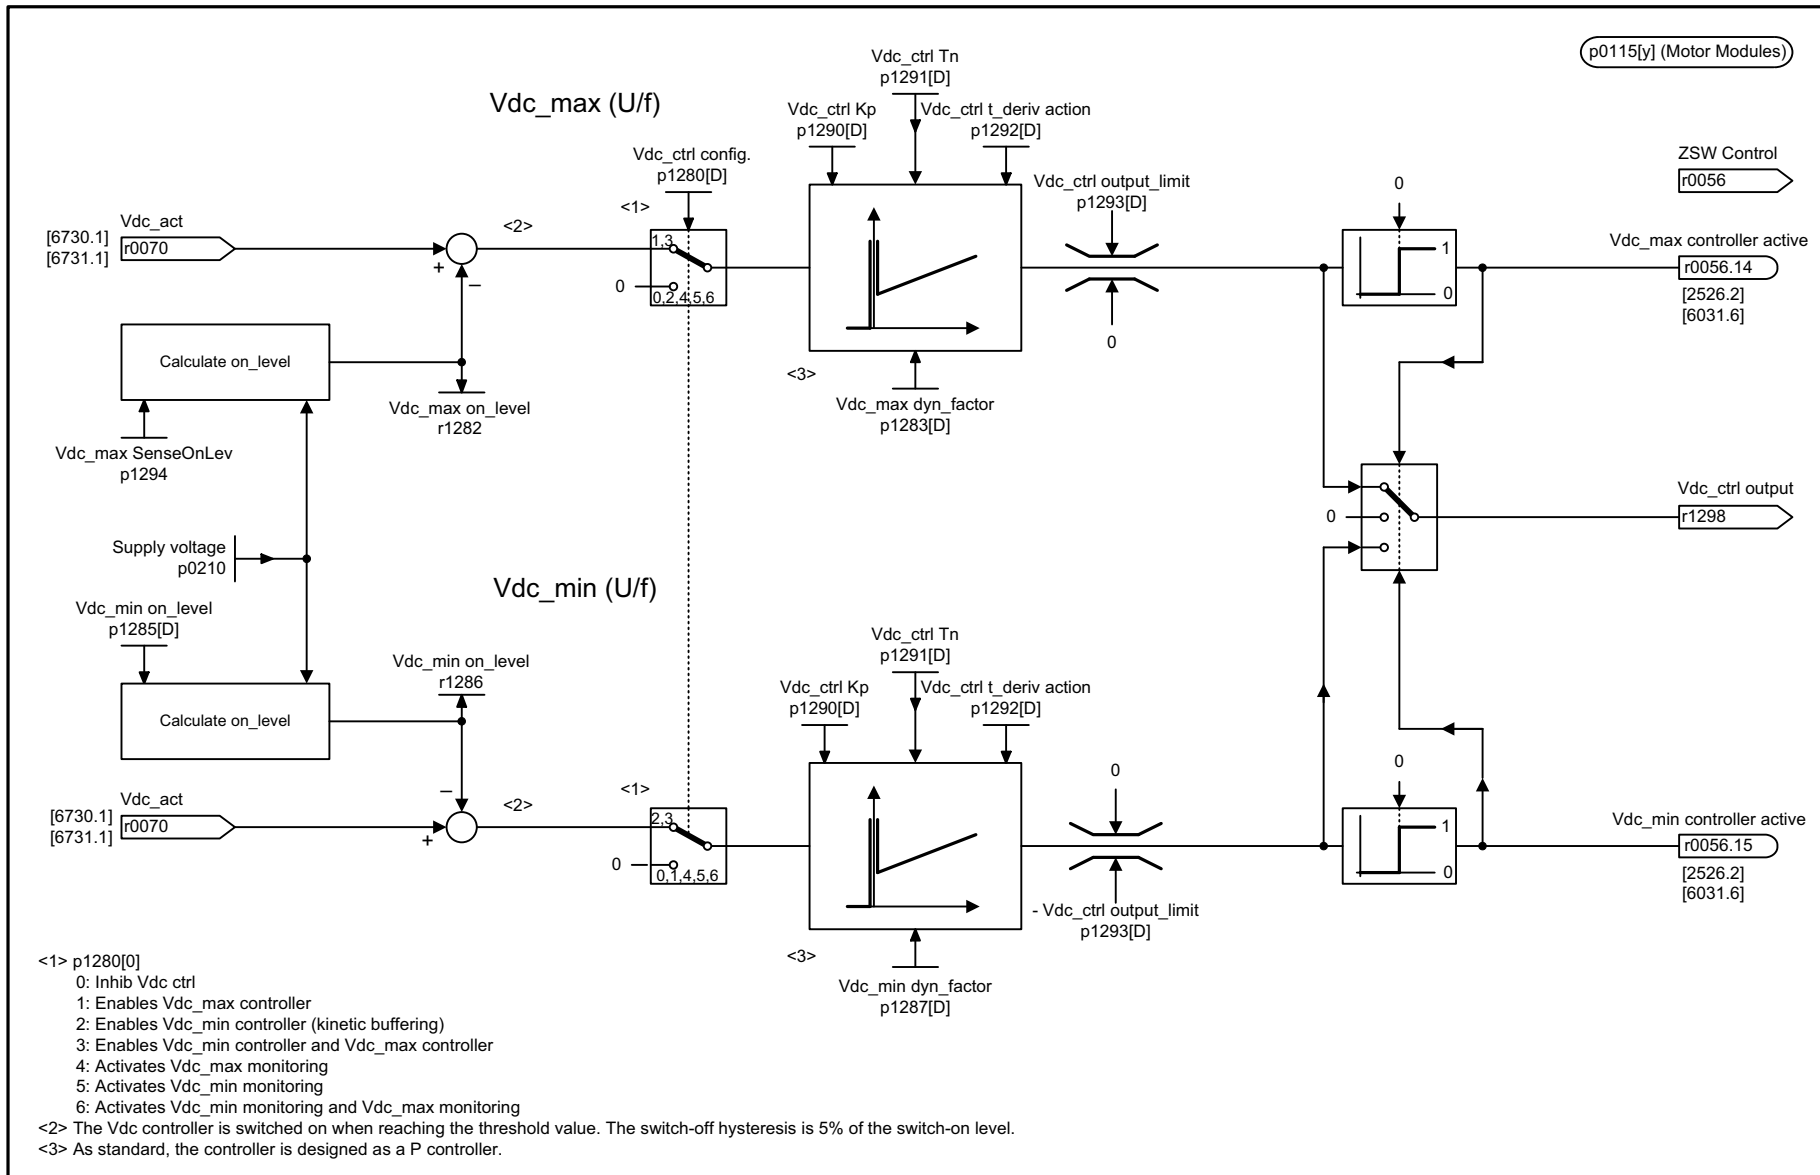 p0115[y] (Motor Modules)
Vdc_max (U/f)
Vdc_ctrl Tn
p1291[D]
Vdc_ctrl Kp
p1290[D]
Vdc_ctrl t_deriv action
p1292[D]
Vdc_ctrl config.
p1280[D]
<1>
Vdc_ctrl output_limit
p1293[D]
0
0
ZSW Control
r0056
Vdc_act
[6730.1]
[6731.1]
r0070
+
–
<2>
1,3
0
0,2,4,5,6
1
0
Vdc_max controller active
r0056.14
[2526.2]
[6031.6]
Calculate on_level
Vdc_max on_level
r1282
<3>
Vdc_max dyn_factor
p1283[D]
Vdc_max SenseOnLev
p1294
0
Vdc_ctrl output
r1298
Supply voltage
p0210
Vdc_min (U/f)
Vdc_min on_level
p1285[D]
Vdc_min on_level
r1286
Calculate on_level
Vdc_ctrl Tn
p1291[D]
Vdc_ctrl Kp
p1290[D]
Vdc_ctrl t_deriv action
p1292[D]
0
0
Vdc_act
[6730.1]
[6731.1]
r0070
+
–
<2>
<1>
2,3
0
0,1,4,5,6
1
0
Vdc_min controller active
r0056.15
[2526.2]
[6031.6]
- Vdc_ctrl output_limit
p1293[D]
<3>
Vdc_min dyn_factor
p1287[D]
<1> p1280[0]
0: Inhib Vdc ctrl
1: Enables Vdc_max controller
2: Enables Vdc_min controller (kinetic buffering)
3: Enables Vdc_min controller and Vdc_max controller
4: Activates Vdc_max monitoring
5: Activates Vdc_min monitoring
6: Activates Vdc_min monitoring and Vdc_max monitoring
<2> The Vdc controller is switched on when reaching the threshold value. The switch-off hysteresis is 5% of the switch-on level.
<3> As standard, the controller is designed as a P controller.